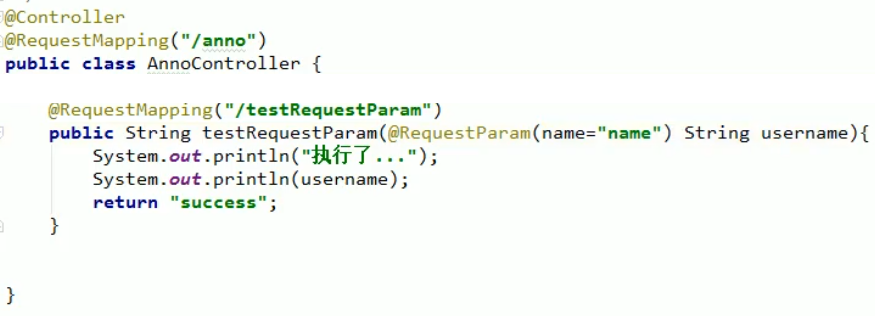 @Controller
@RequestMapping("/anno")
public class AnnoController {
@RequestMapping("/testRequestParam")
public String testRequestParam(@RequestParam(name="name") String username){
System.out.println("执行了...");
System.out.println(username);
return "success";
}
}